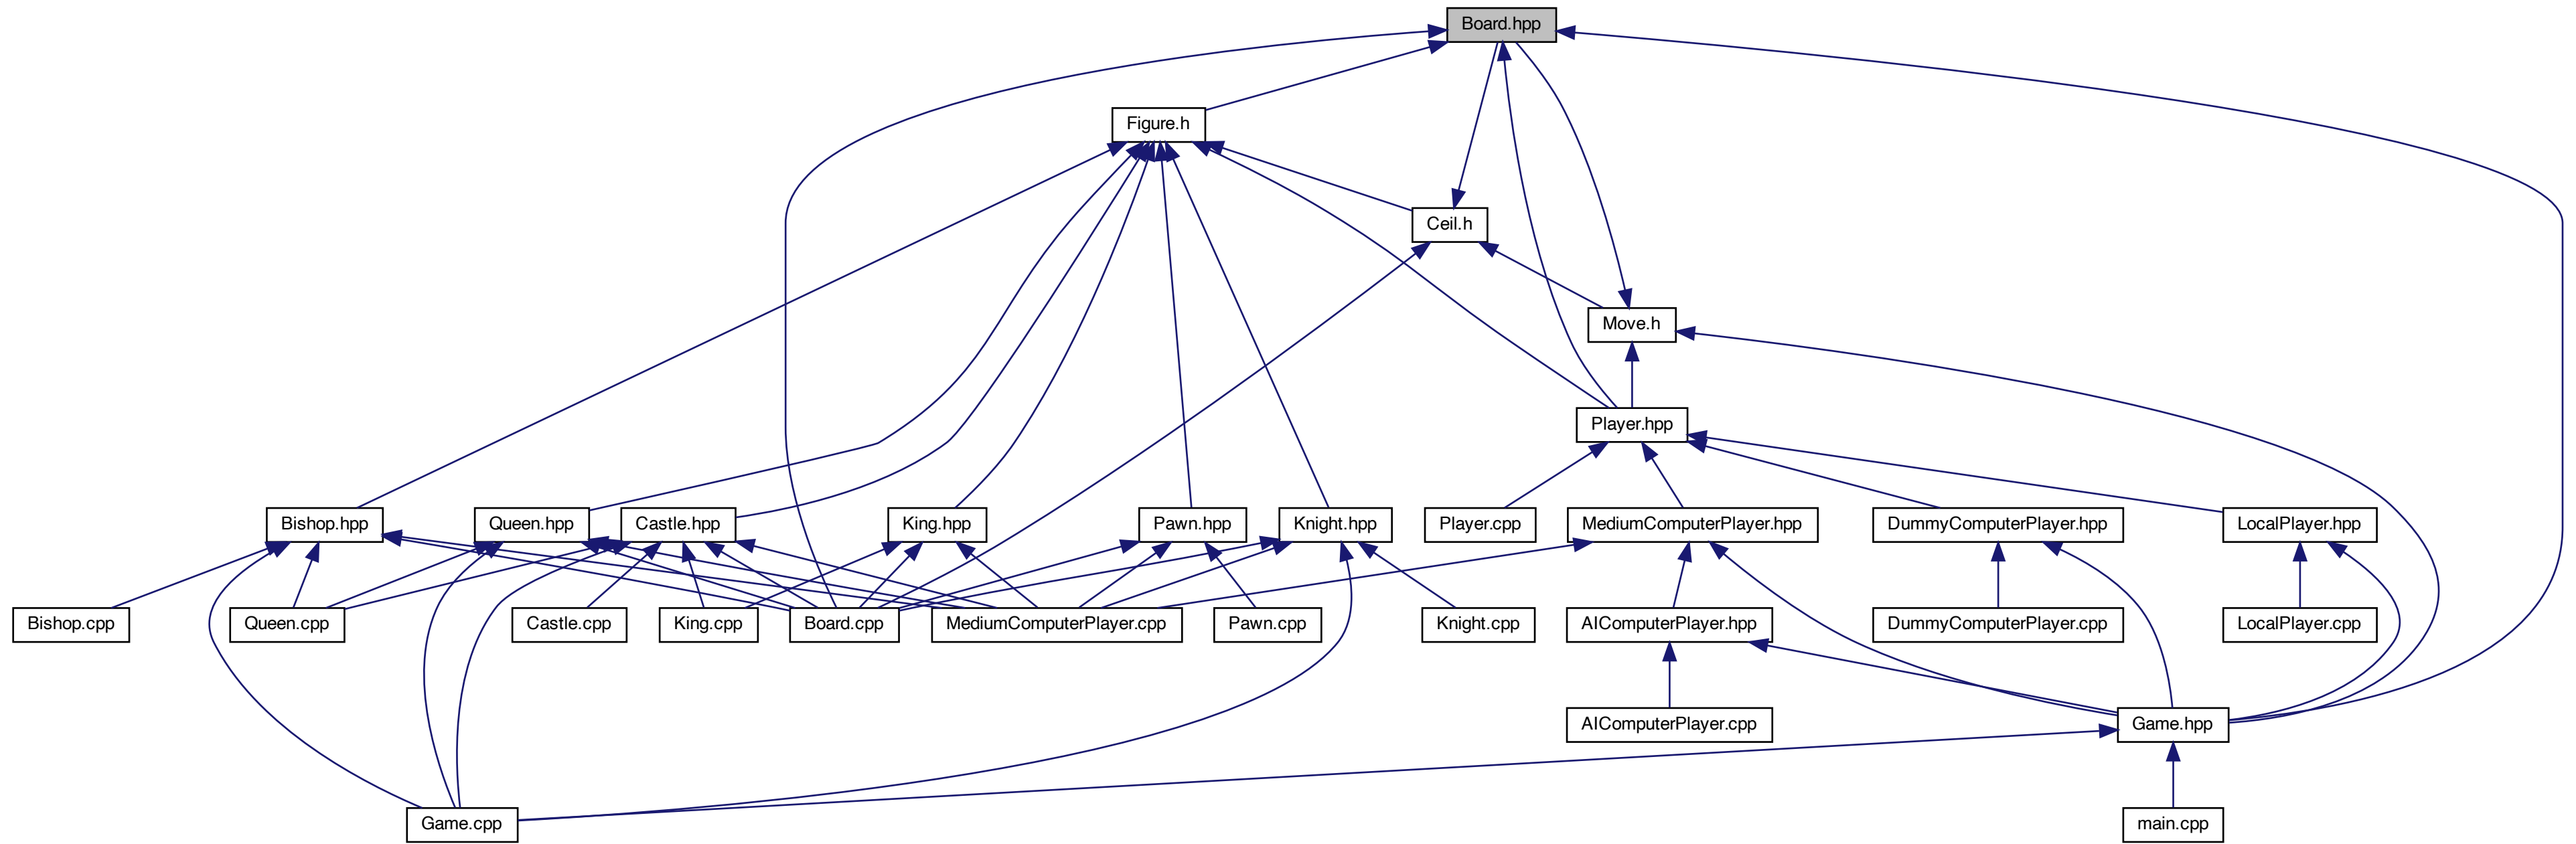 Board.hpp
Figure.h
Ceil.h
Move.h
Player.hpp
Bishop.hpp
Queen.hpp
Castle.hpp
King.hpp
Pawn.hpp
Knight.hpp
Player.cpp
MediumComputerPlayer.hpp
DummyComputerPlayer.hpp
LocalPlayer.hpp
Bishop.cpp
Queen.cpp
Castle.cpp
King.cpp
Board.cpp
MediumComputerPlayer.cpp
Pawn.cpp
Knight.cpp
AIComputerPlayer.hpp
DummyComputerPlayer.cpp
LocalPlayer.cpp
AIComputerPlayer.cpp
Game.hpp
Game.cpp
main.cpp